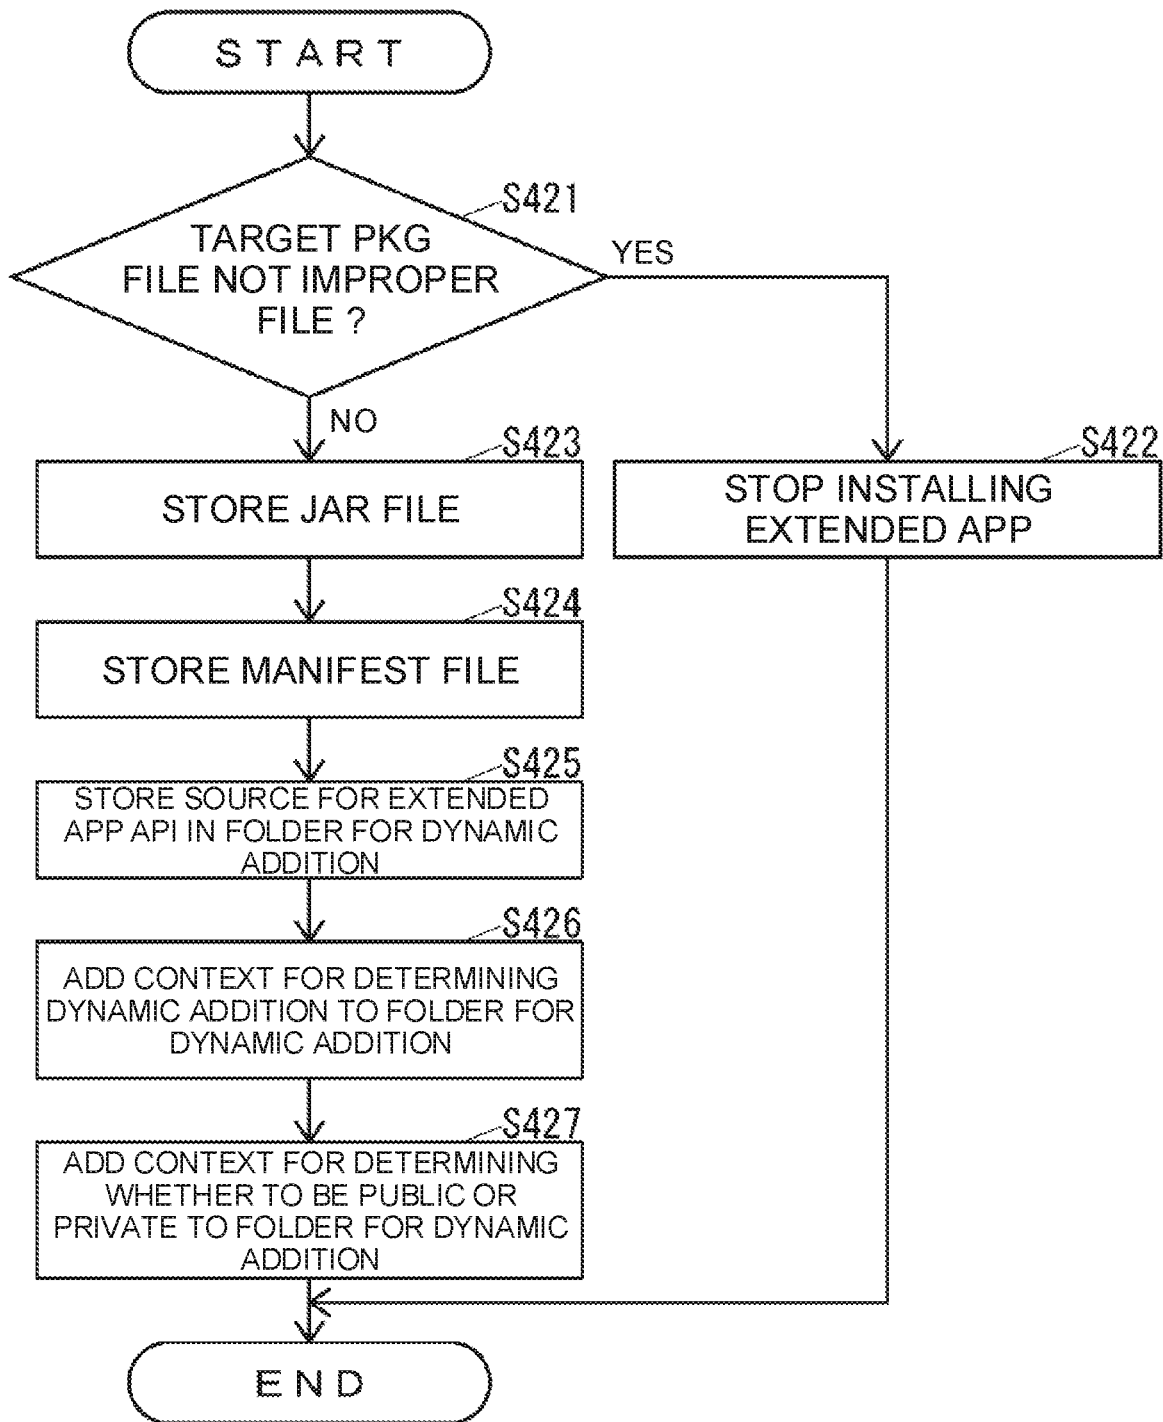 START
S421
TARGET PKG
FILE NOT IMPROPER
FILE ?
YES
NO
S423
STORE JAR FILE
S422
STOP INSTALLING
EXTENDED APP
S424
STORE MANIFEST FILE
S425
STORE SOURCE FOR EXTENDED
APP API IN FOLDER FOR DYNAMIC
ADDITION
S426
ADD CONTEXT FOR DETERMINING
DYNAMIC ADDITION TO FOLDER FOR
DYNAMIC ADDITION
S427
ADD CONTEXT FOR DETERMINING
WHETHER TO BE PUBLIC OR
PRIVATE TO FOLDER FOR DYNAMIC
ADDITION
END